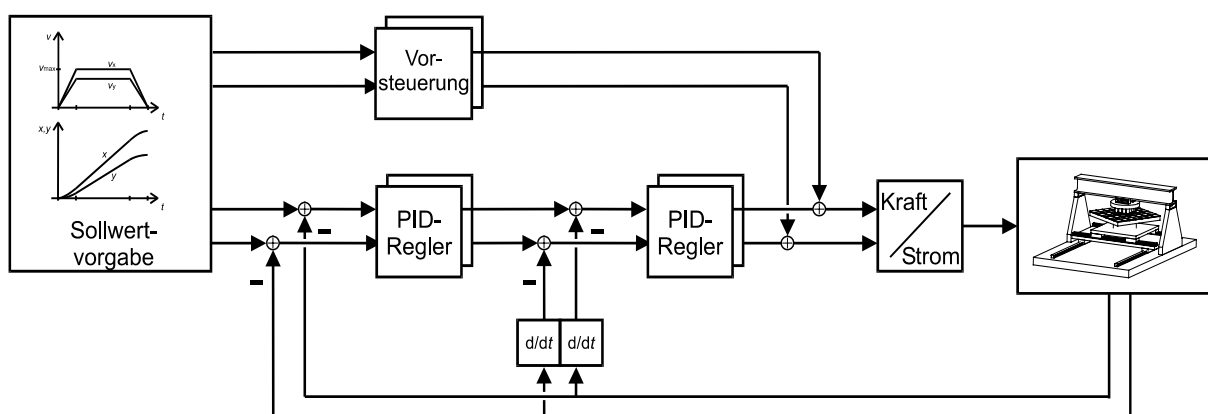 v
vmax
vx
vy
t
x,y
x
y
t
Sollwert-
vorgabe
Vor-
steuerung
PID-
Regler
PID-
Regler
Kraft
Strom
d/dt
d/dt